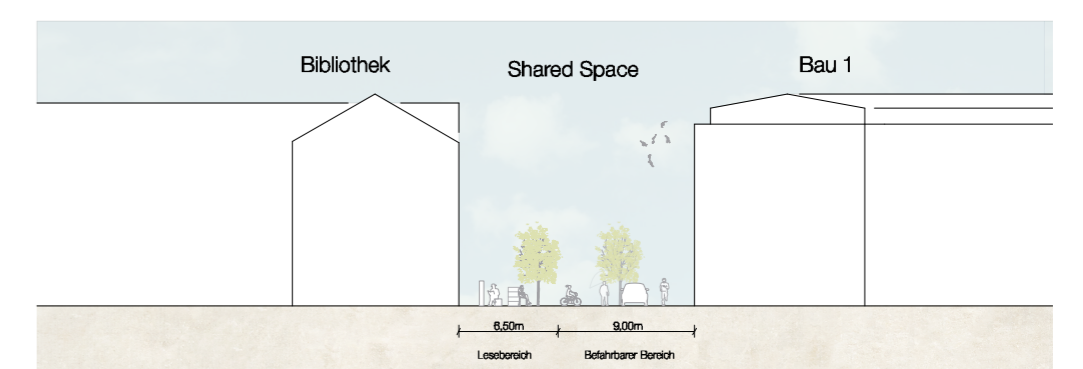 Bibliothek
Shared Space
Bau 1
6,50m
9,00m
Lesebereich
Befahrbarer Bereich